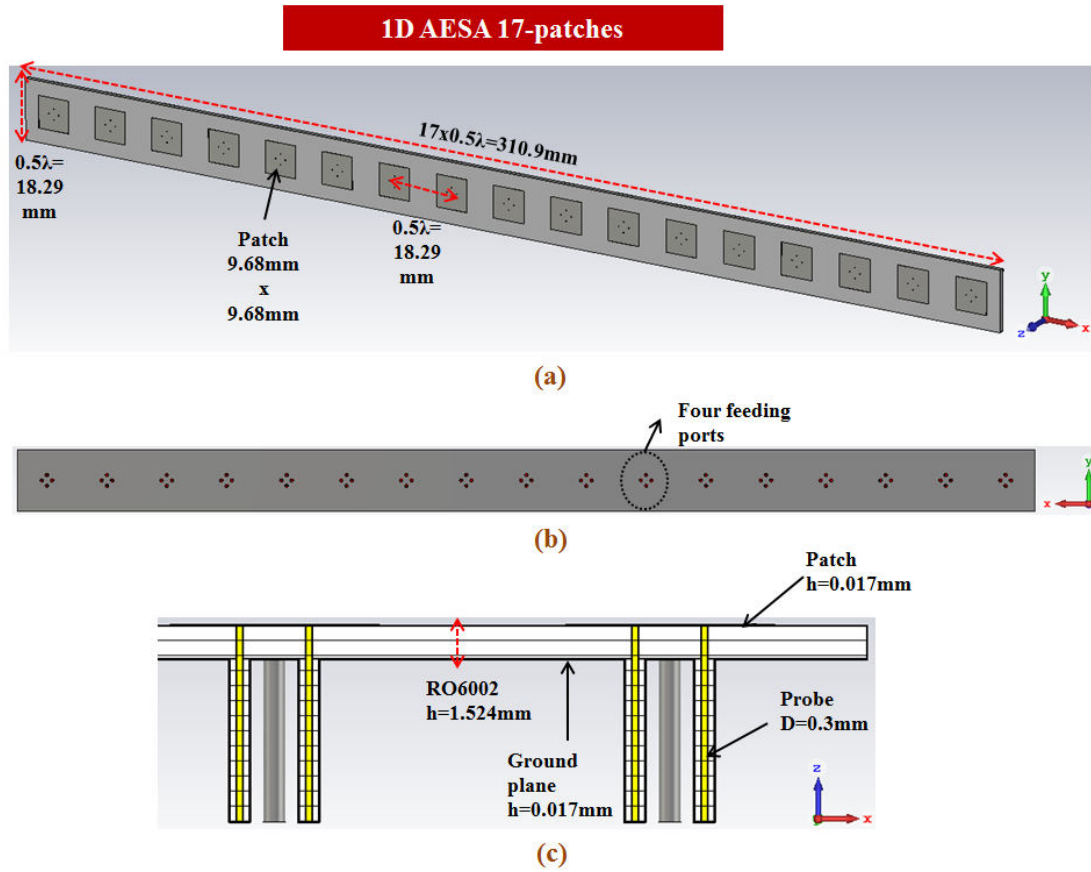 1D AESA 17-patches
17x0.5λ=310.9mm
0.5λ=
18.29
mm
0.5λ=
18.29
mm
Patch
9.68mm
x
9.68mm
y
z
x
(a)
Four feeding
ports
y
x
(b)
Patch
h=0.017mm
RO6002
h=1.524mm
Probe
D=0.3mm
Ground
plane
h=0.017mm
z
x
(c)